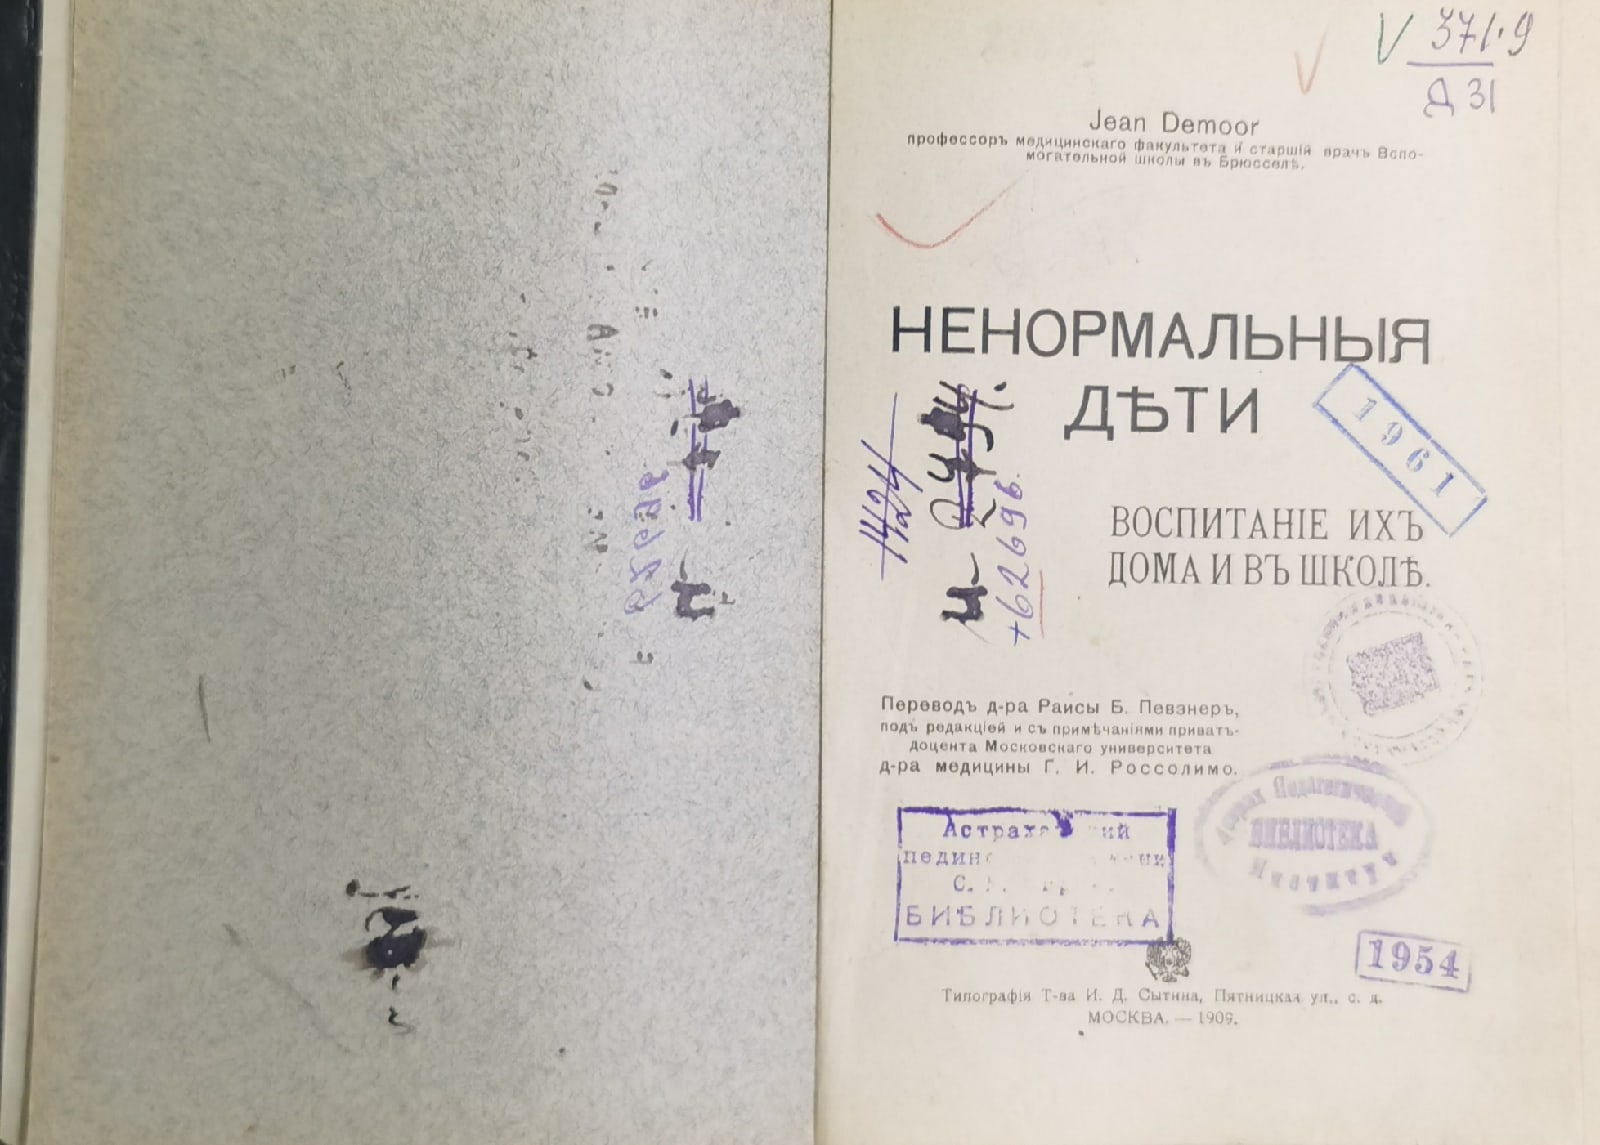 371.9
Д 31
Jean Demoor
профессоръ медицинскаго факультета и старшій врачъ Вспо-
могательной школы въ Брюсселѣ.
НЕНОРМАЛЬНЫЯ
ДѢТИ
1961
1424
+62696.
ВОСПИТАНІЕ ИХЪ
ДОМА И ВЪ ШКОЛѢ.
Переводъ д-ра Раисы Б. Певзнеръ,
подъ редакціей и съ примѣчаніями приватъ-
доцента Московскаго университета
д-ра медицины Г. И. Россолимо.
БИБЛИОТЕКА
БИБЛИОТЕКА
1954
Типографія Т-ва И. Д. Сытина, Пятницкая ул., с. д.
МОСКВА. — 1909.